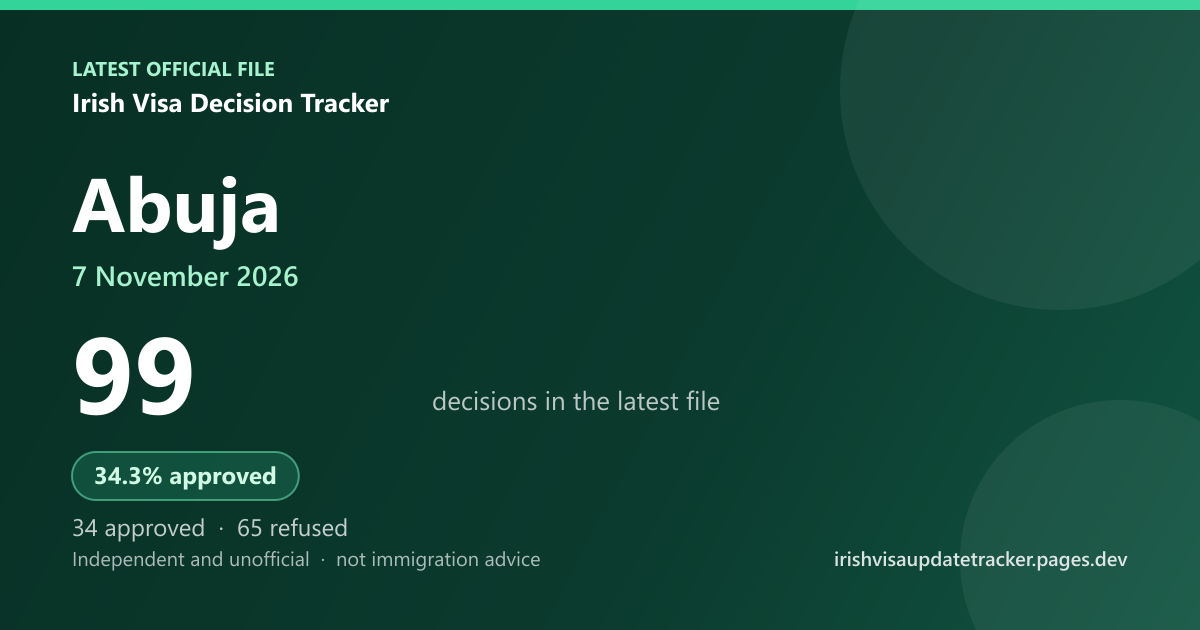 LATEST OFFICIAL FILE
Irish Visa Decision Tracker
Abuja
7 November 2026
99
decisions in the latest file
34.3% approved
34 approved · 65 refused
Independent and unofficial · not immigration advice
irishvisaupdatetracker.pages.dev